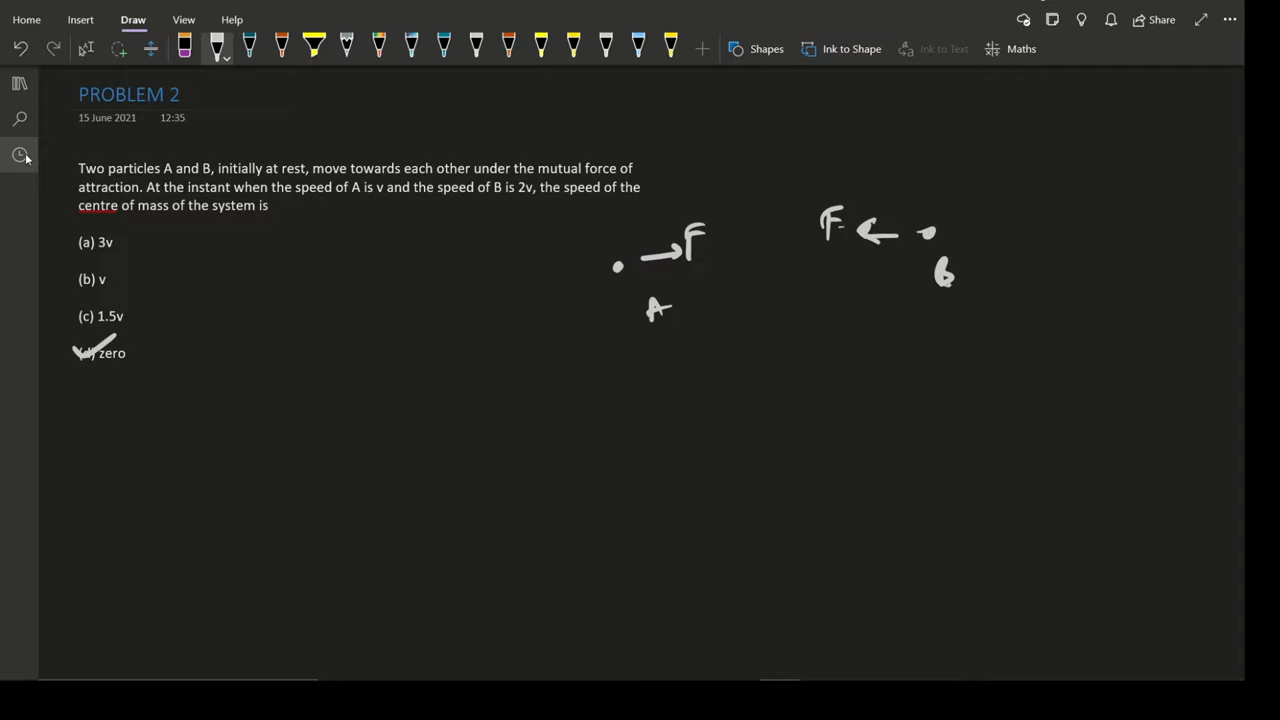 Home Insert Draw View Help
Share
Shapes Ink to Shape Ink to Text Maths
PROBLEM 2
15 June 2021 12:35
Two particles A and B, initially at rest, move towards each other under the mutual force of
attraction. At the instant when the speed of A is v and the speed of B is 2v, the speed of the
centre of mass of the system is
(a) 3v
(b) v
(c) 1.5v
(d) zero
F F
A B